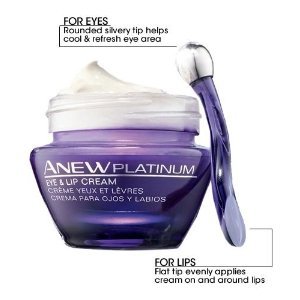 FOR EYES
Rounded silvery tip helps
cool & refresh eye area
ANEW PLATINUM
EYE & LIP CREAM
CRÈME YEUX ET LÈVRES
CREMA PARA OJOS Y LABIOS
FOR LIPS
Flat tip evenly applies
cream on and around lips